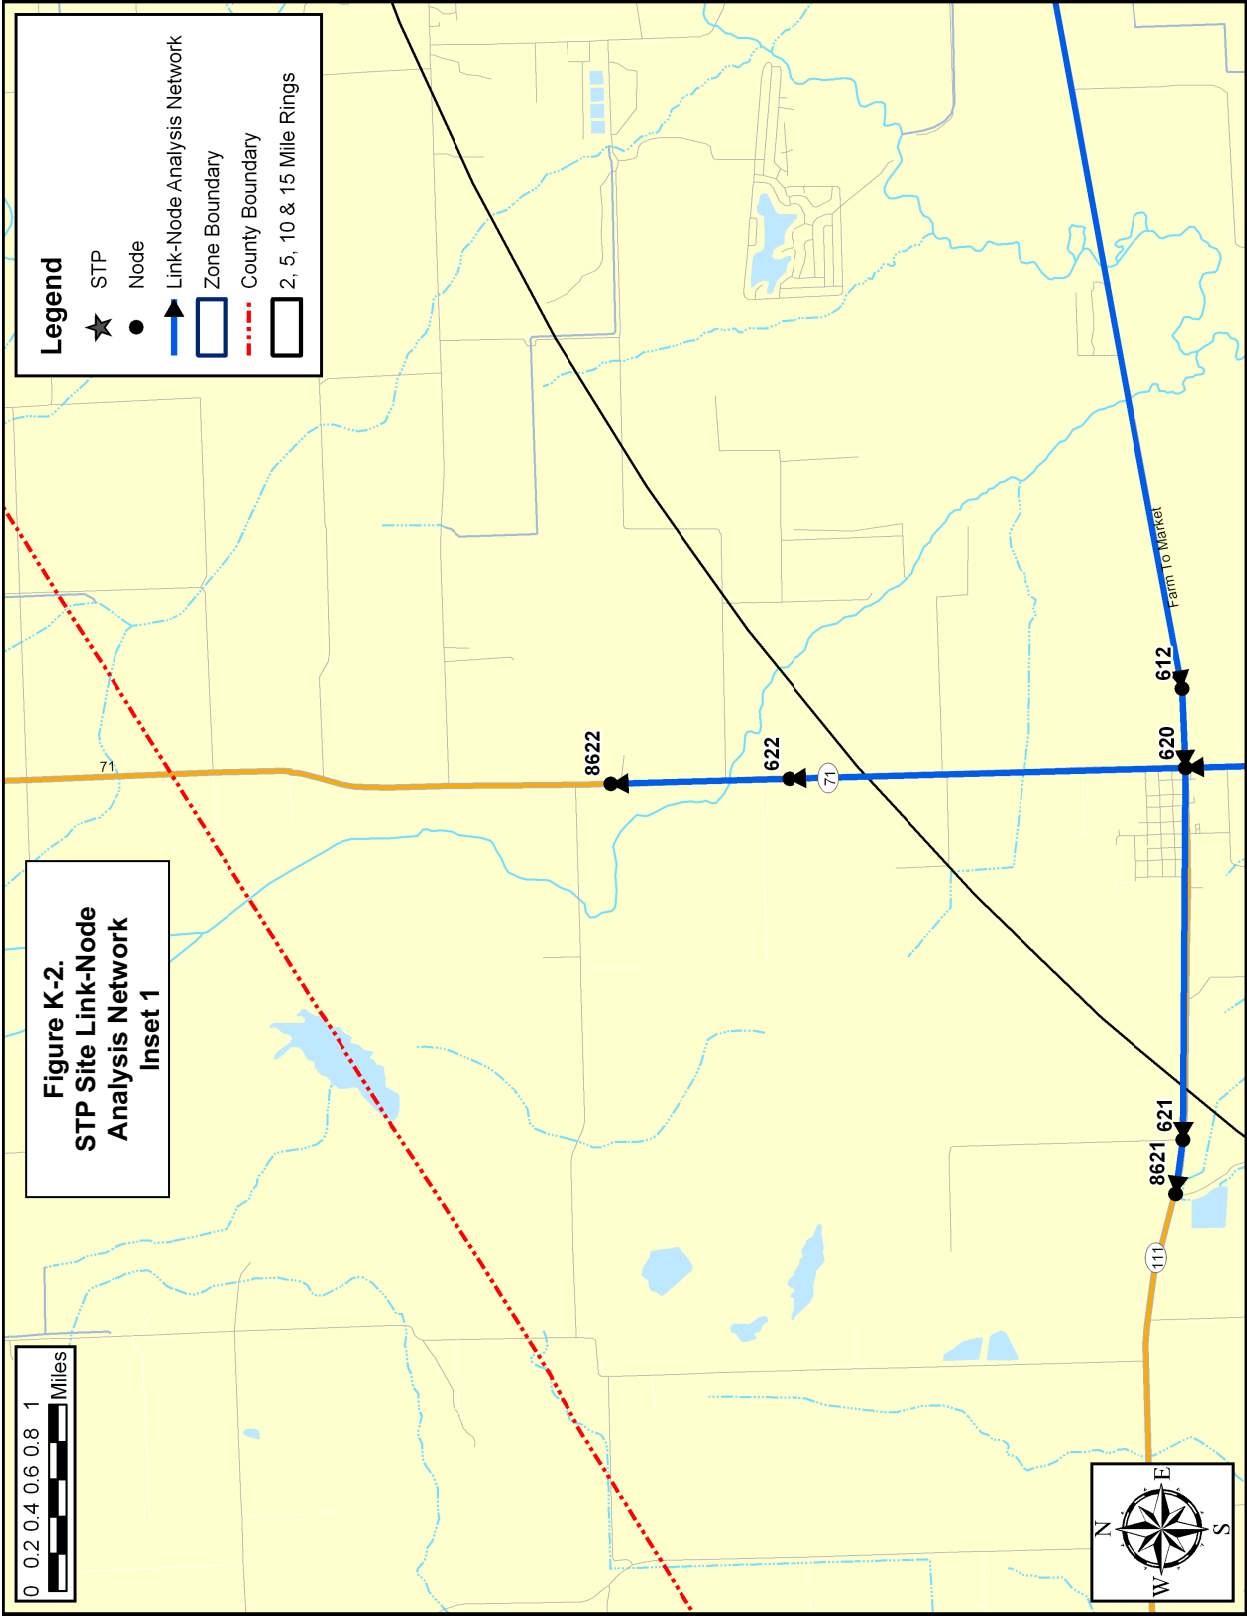 Legend
STP
Node
Link-Node Analysis Network
Zone Boundary
County Boundary
2, 5, 10 & 15 Mile Rings
Figure K-2.
STP Site Link-Node
Analysis Network
Inset 1
0 0.2 0.4 0.6 0.8 1
Miles
71
8622
622
71
Farm To Market
612
620
621
8621
111
N
W E
S